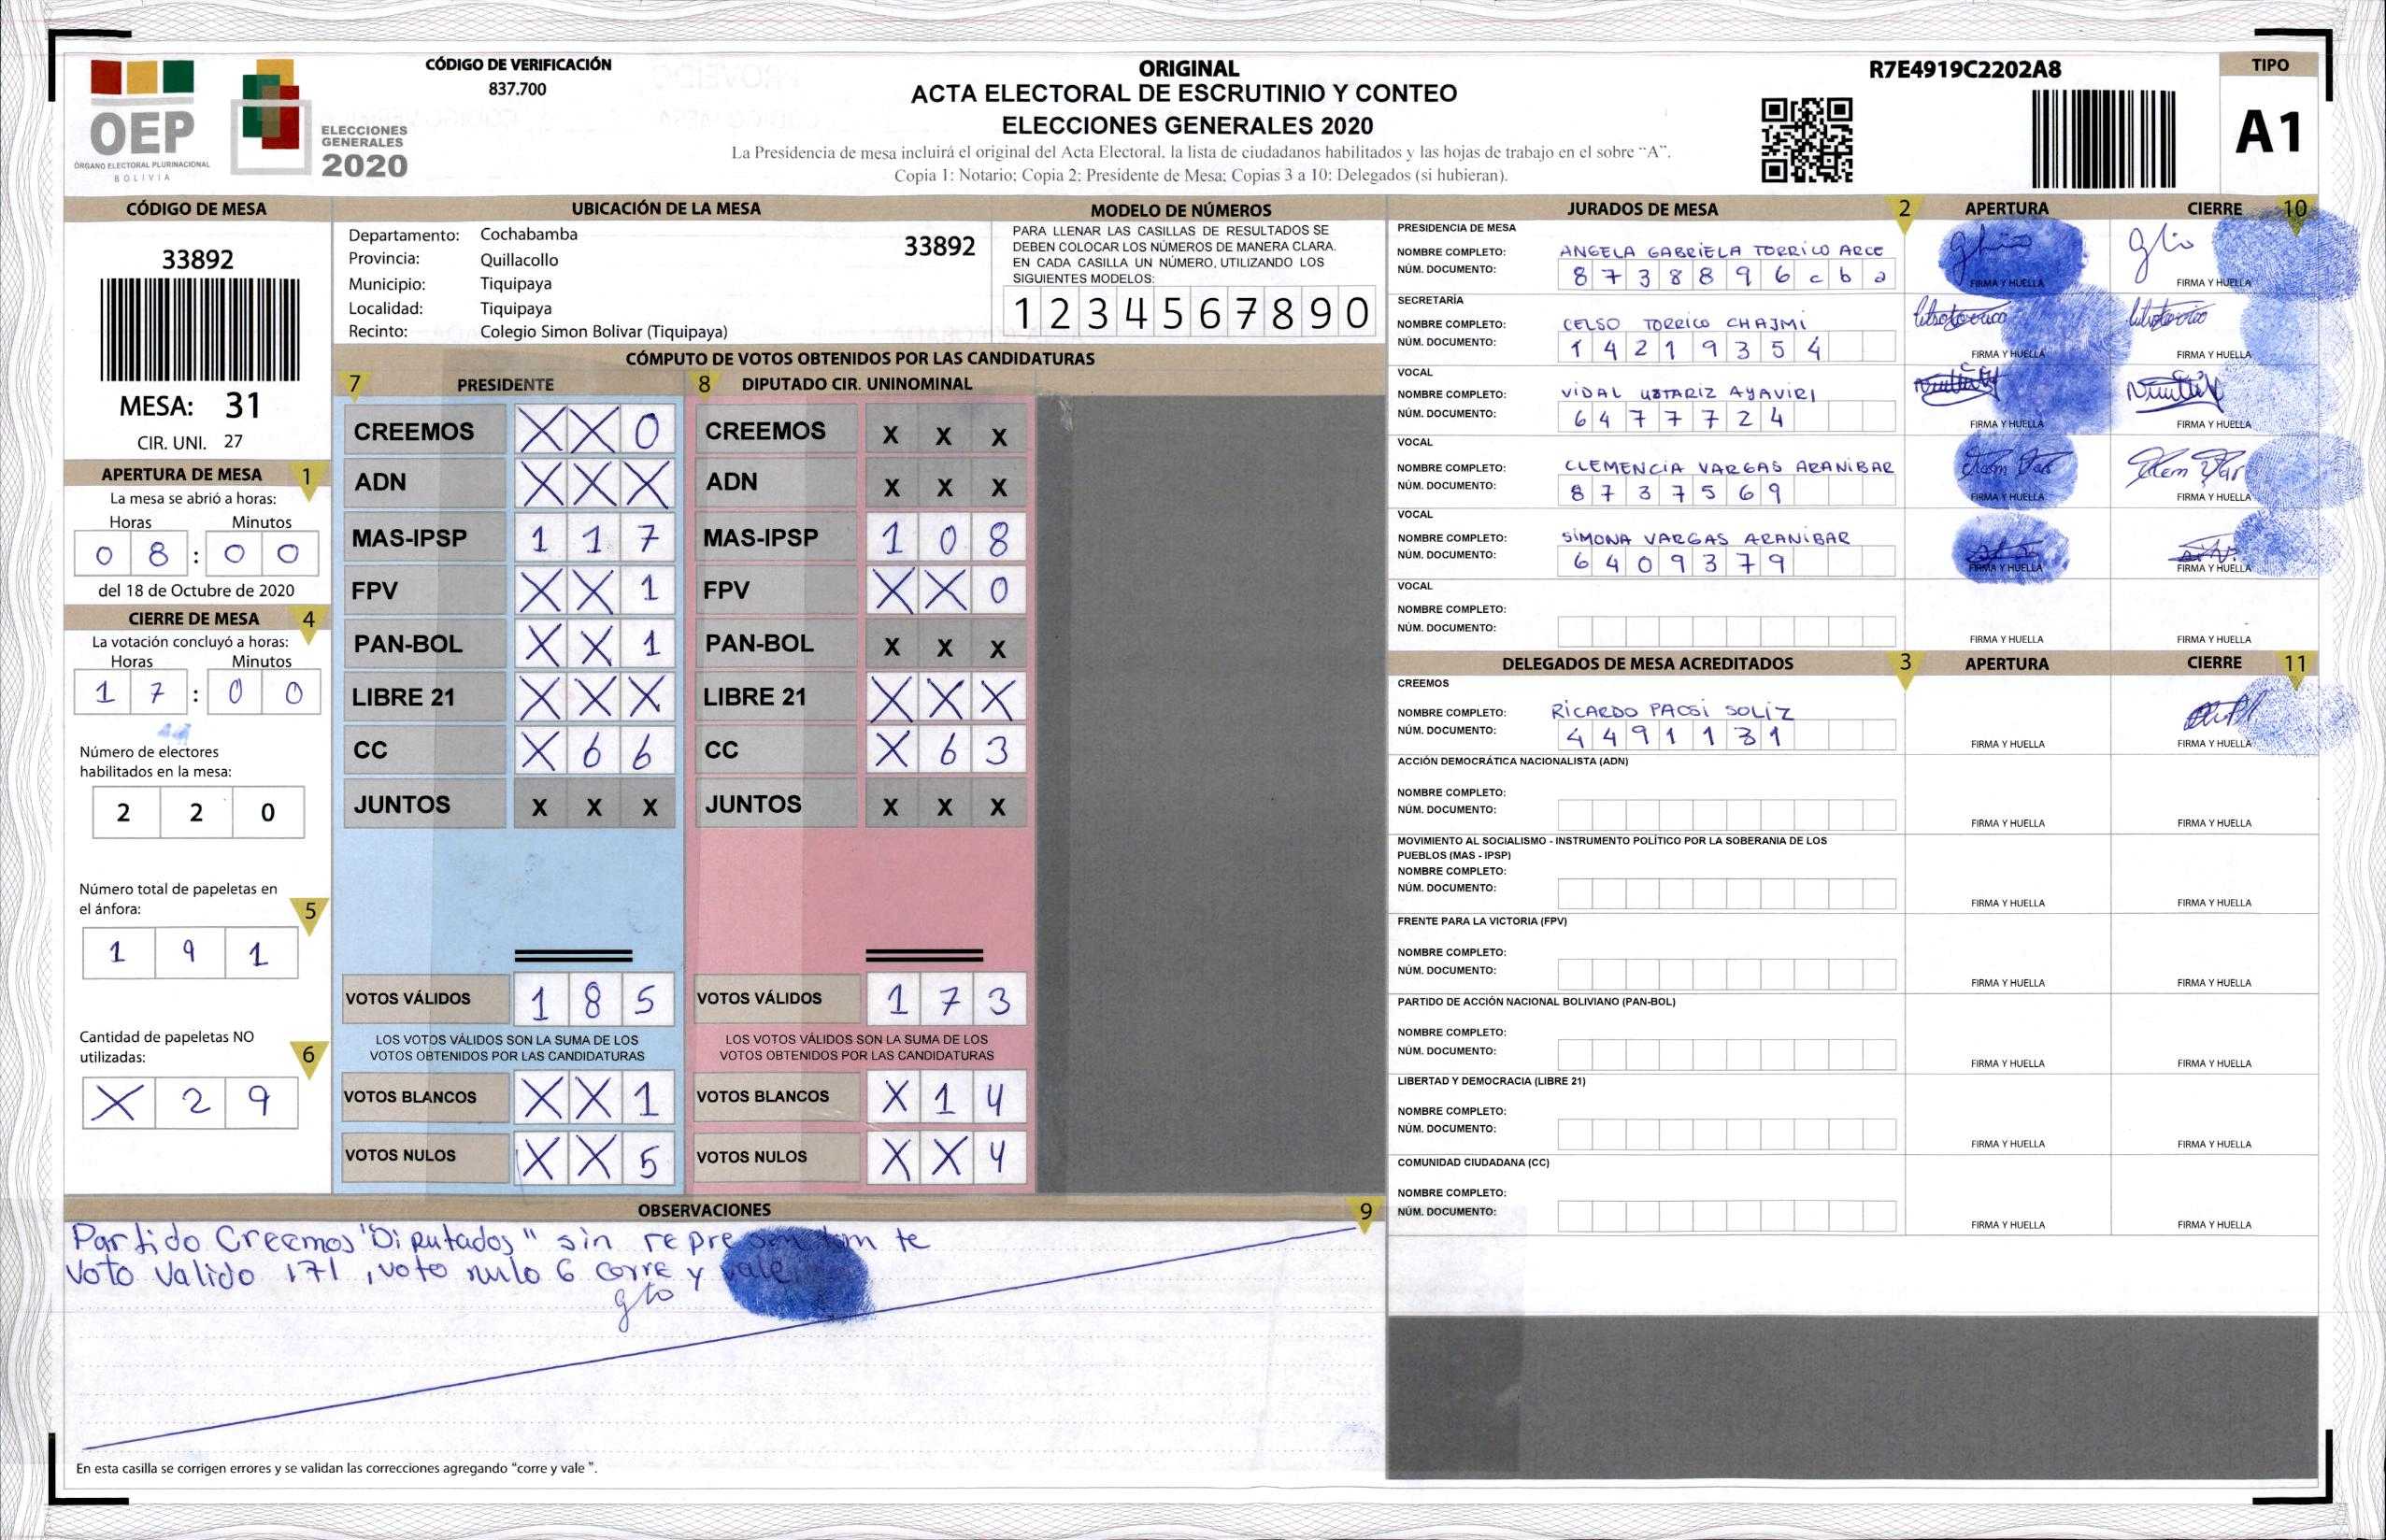 OEP
ÓRGANO ELECTORAL PLURINACIONAL
BOLIVIA
ELECCIONES
GENERALES
2020
CÓDIGO DE VERIFICACIÓN
837.700
ORIGINAL
ACTA ELECTORAL DE ESCRUTINIO Y CONTEO
ELECCIONES GENERALES 2020
La Presidencia de mesa incluirá el original del Acta Electoral, la lista de ciudadanos habilitados y las hojas de trabajo en el sobre "A".
Copia 1: Notario; Copia 2: Presidente de Mesa; Copias 3 a 10: Delegados (si hubieran).
R7E4919C2202A8
TIPO
A1
CÓDIGO DE MESA
33892
MESA: 31
CIR. UNI. 27
APERTURA DE MESA 1
La mesa se abrió a horas:
Horas Minutos
0 8 : 0 0
del 18 de Octubre de 2020
CIERRE DE MESA 4
La votación concluyó a horas:
Horas Minutos
1 7 : 0 0
Número de electores
habilitados en la mesa:
2 2 0
Número total de papeletas en
el ánfora: 5
1 9 1
Cantidad de papeletas NO
utilizadas: 6
X 2 9
UBICACIÓN DE LA MESA
Departamento: Cochabamba
33892
Provincia: Quillacollo
Municipio: Tiquipaya
Localidad: Tiquipaya
Recinto: Colegio Simon Bolivar (Tiquipaya)
MODELO DE NÚMEROS
PARA LLENAR LAS CASILLAS DE RESULTADOS SE
DEBEN COLOCAR LOS NÚMEROS DE MANERA CLARA.
EN CADA CASILLA UN NÚMERO, UTILIZANDO LOS
SIGUIENTES MODELOS:
1 2 3 4 5 6 7 8 9 0
CÓMPUTO DE VOTOS OBTENIDOS POR LAS CANDIDATURAS
7 PRESIDENTE
CREEMOS X X 0
ADN X X X
MAS-IPSP 1 1 7
FPV X X 1
PAN-BOL X X 1
LIBRE 21 X X X
CC X 6 6
JUNTOS X X X
VOTOS VÁLIDOS 1 8 5
LOS VOTOS VÁLIDOS SON LA SUMA DE LOS
VOTOS OBTENIDOS POR LAS CANDIDATURAS
VOTOS BLANCOS X X 1
VOTOS NULOS X X 5
8 DIPUTADO CIR. UNINOMINAL
CREEMOS X X X
ADN X X X
MAS-IPSP 1 0 8
FPV X X 0
PAN-BOL X X X
LIBRE 21 X X X
CC X 6 3
JUNTOS X X X
VOTOS VÁLIDOS 1 7 3
LOS VOTOS VÁLIDOS SON LA SUMA DE LOS
VOTOS OBTENIDOS POR LAS CANDIDATURAS
VOTOS BLANCOS X 1 4
VOTOS NULOS X X 4
OBSERVACIONES 9
Partido Creemos "Diputados" sin representante
Voto Valido 171, voto nulo 6 corre y vale
En esta casilla se corrigen errores y se validan las correcciones agregando "corre y vale ".
JURADOS DE MESA 2 APERTURA CIERRE 10
PRESIDENCIA DE MESA
NOMBRE COMPLETO: ANGELA GABRIELA TORRICO ARCE
NÚM. DOCUMENTO: 8 7 3 8 8 9 6 c b a
FIRMA Y HUELLA FIRMA Y HUELLA
SECRETARÍA
NOMBRE COMPLETO: CELSO TORRICO CHAJMI
NÚM. DOCUMENTO: 1 4 2 1 9 3 5 4
FIRMA Y HUELLA FIRMA Y HUELLA
VOCAL
NOMBRE COMPLETO: VIDAL USTARIZ AYAVIRI
NÚM. DOCUMENTO: 6 4 7 7 7 2 4
FIRMA Y HUELLA FIRMA Y HUELLA
VOCAL
NOMBRE COMPLETO: CLEMENCIA VARGAS ARANIBAR
NÚM. DOCUMENTO: 8 7 3 7 5 6 9
FIRMA Y HUELLA FIRMA Y HUELLA
VOCAL
NOMBRE COMPLETO: SIMONA VARGAS ARANIBAR
NÚM. DOCUMENTO: 6 4 0 9 3 7 9
FIRMA Y HUELLA FIRMA Y HUELLA
VOCAL
NOMBRE COMPLETO:
NÚM. DOCUMENTO:
FIRMA Y HUELLA FIRMA Y HUELLA
DELEGADOS DE MESA ACREDITADOS 3 APERTURA CIERRE 11
CREEMOS
NOMBRE COMPLETO: RICARDO PACSI SOLIZ
NÚM. DOCUMENTO: 4 4 9 1 1 3 1
FIRMA Y HUELLA FIRMA Y HUELLA
ACCIÓN DEMOCRÁTICA NACIONALISTA (ADN)
NOMBRE COMPLETO:
NÚM. DOCUMENTO:
FIRMA Y HUELLA FIRMA Y HUELLA
MOVIMIENTO AL SOCIALISMO - INSTRUMENTO POLÍTICO POR LA SOBERANIA DE LOS
PUEBLOS (MAS - IPSP)
NOMBRE COMPLETO:
NÚM. DOCUMENTO:
FIRMA Y HUELLA FIRMA Y HUELLA
FRENTE PARA LA VICTORIA (FPV)
NOMBRE COMPLETO:
NÚM. DOCUMENTO:
FIRMA Y HUELLA FIRMA Y HUELLA
PARTIDO DE ACCIÓN NACIONAL BOLIVIANO (PAN-BOL)
NOMBRE COMPLETO:
NÚM. DOCUMENTO:
FIRMA Y HUELLA FIRMA Y HUELLA
LIBERTAD Y DEMOCRACIA (LIBRE 21)
NOMBRE COMPLETO:
NÚM. DOCUMENTO:
FIRMA Y HUELLA FIRMA Y HUELLA
COMUNIDAD CIUDADANA (CC)
NOMBRE COMPLETO:
NÚM. DOCUMENTO:
FIRMA Y HUELLA FIRMA Y HUELLA